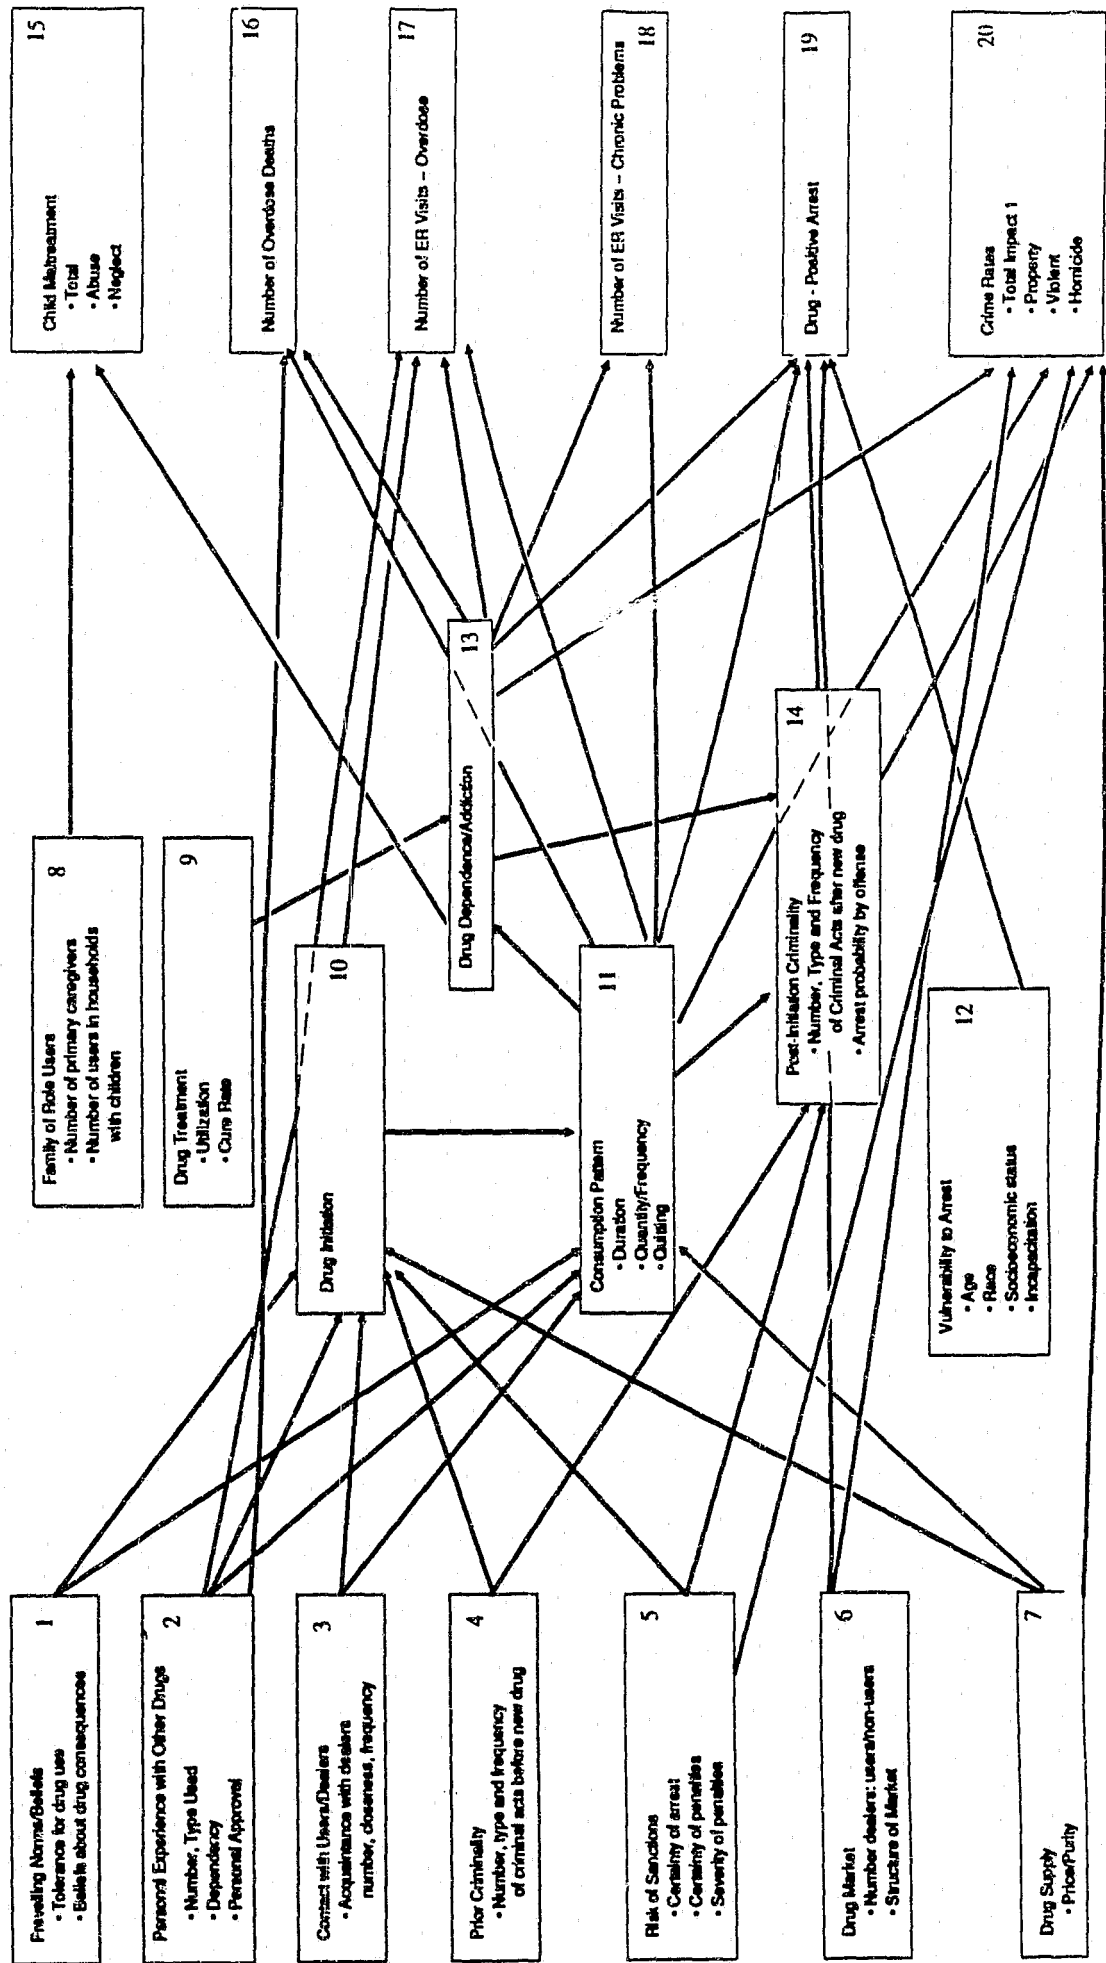 1
Prevailing Norms/Beliefs
• Tolerance for drug use
• Beliefs about drug consequences
2
Personal Experience with Other Drugs
• Number, Type Used
• Dependency
• Personal Approval
3
Contact with Users/Dealers
• Acquaintance with dealers
number, closeness, frequency
4
Prior Criminality
• Number, type and frequency
of criminal acts before new drug
5
Risk of Sanctions
• Certainty of arrest
• Certainty of penalties
• Severity of penalties
6
Drug Market
• Number dealers: users/non-users
• Structure of Market
7
Drug Supply
• Price/Purity
8
Family of Role Users
• Number of primary caregivers
• Number of users in households
with children
9
Drug Treatment
• Utilization
• Cure Rate
10
Drug Initiation
11
Consumption Pattern
• Duration
• Quantity/Frequency
• Quitting
12
Vulnerability to Arrest
• Age
• Race
• Socioeconomic status
• Incapacitation
13
Drug Dependence/Addiction
14
Post-Initiation Criminality
• Number, Type and Frequency
of Criminal Acts after new drug
• Arrest probability by offense
15
Child Maltreatment
• Total
• Abuse
• Neglect
16
Number of Overdose Deaths
17
Number of ER Visits – Overdose
18
Number of ER Visits – Chronic Problems
19
Drug - Positive Arrest
20
Crime Rates
• Total Impact 1
• Property
• Violent
• Homicide